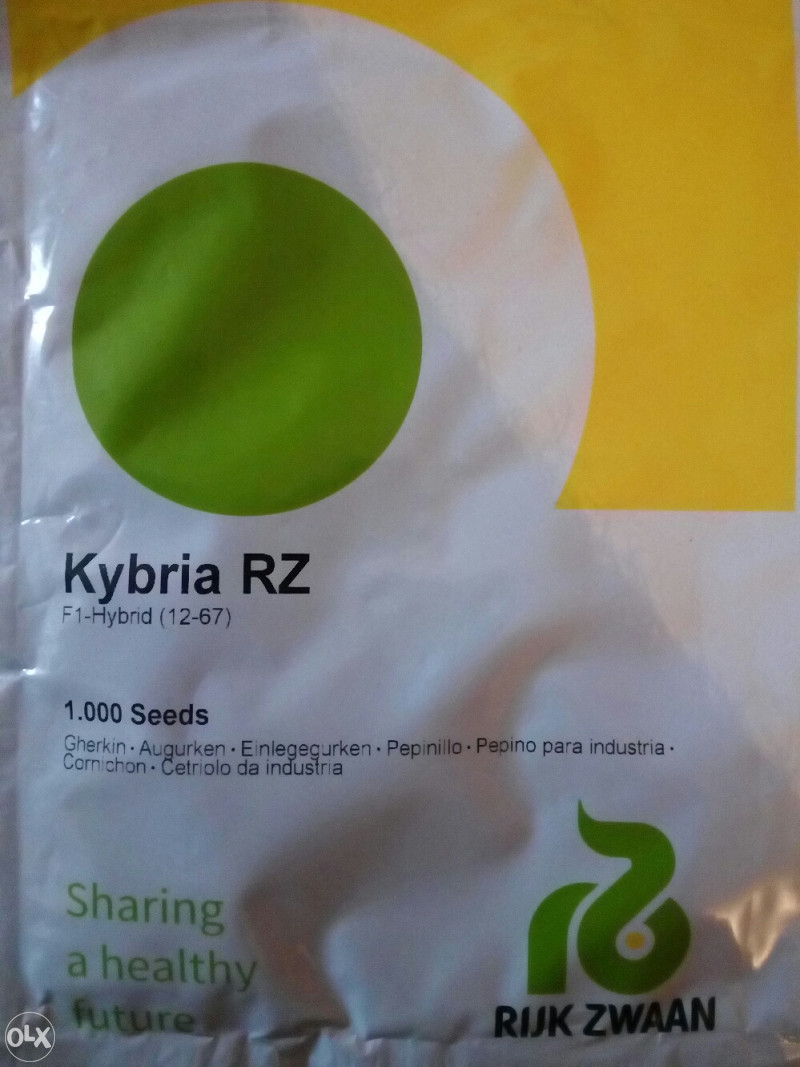 Kybria RZ
F1-Hybrid (12-67)
1.000 Seeds
Gherkin · Augurken · Einlegegurken · Pepinillo · Pepino para industria ·
Cornichon · Cetriolo da industria
Sharing
a healthy
future
RIJK ZWAAN
OLX